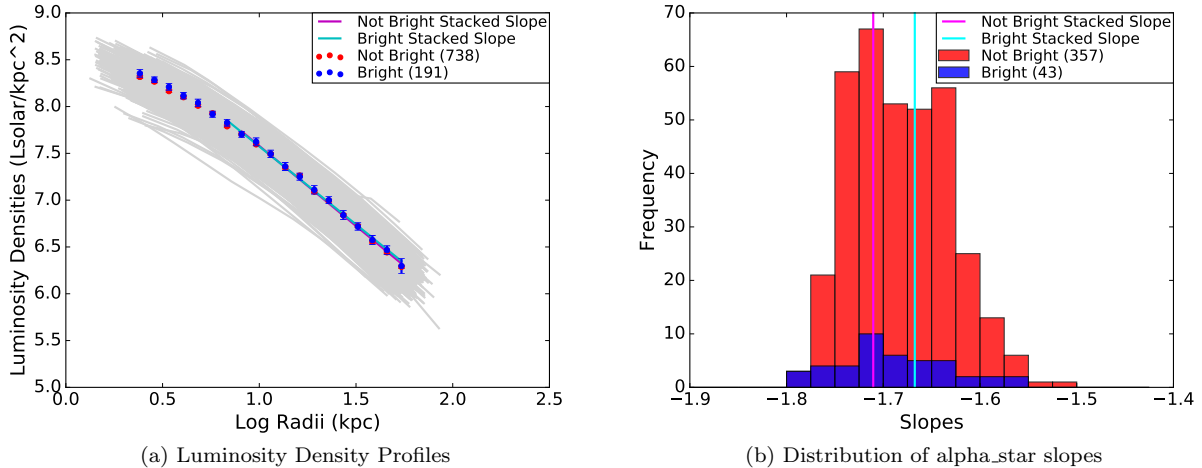 9.0
8.5
8.0
7.5
7.0
6.5
6.0
5.5
5.0
0.0 0.5 1.0 1.5 2.0 2.5
Luminosity Densities (Lsolar/kpc^2)
Log Radii (kpc)
Not Bright Stacked Slope
Bright Stacked Slope
Not Bright (738)
Bright (191)
(a) Luminosity Density Profiles
70
60
50
40
30
20
10
0
−1.9 −1.8 −1.7 −1.6 −1.5 −1.4
Frequency
Slopes
Not Bright Stacked Slope
Bright Stacked Slope
Not Bright (357)
Bright (43)
(b) Distribution of alpha_star slopes